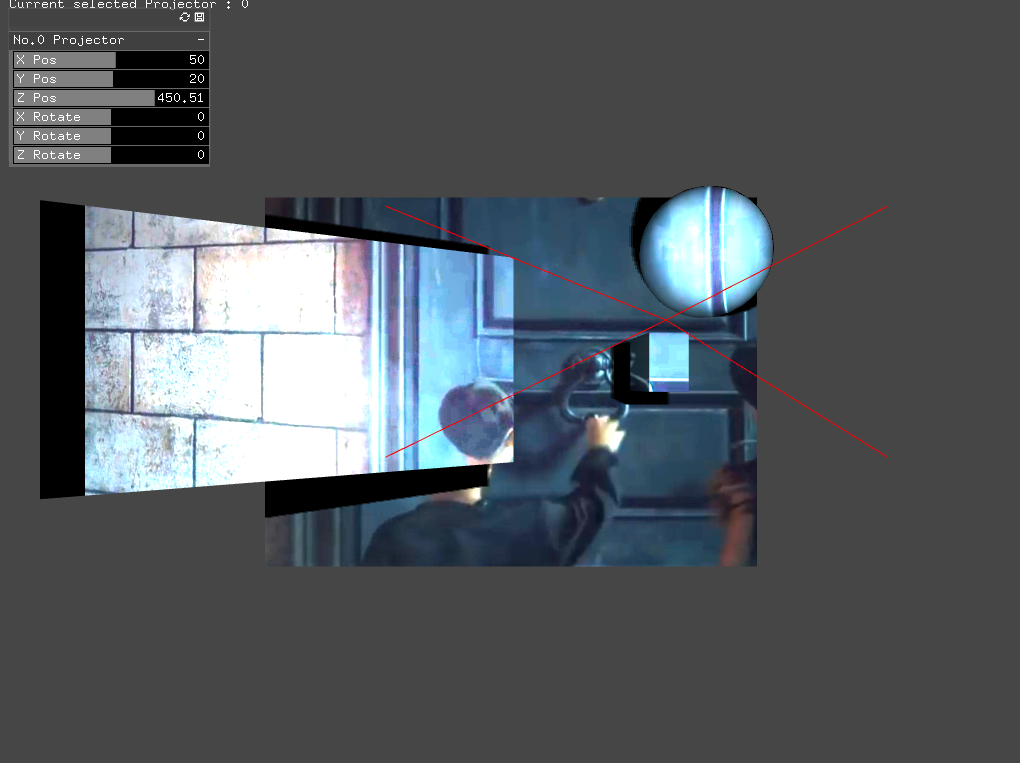 Current selected Projector : 0
No.0 Projector -
X Pos 50
Y Pos 20
Z Pos 450.51
X Rotate 0
Y Rotate 0
Z Rotate 0